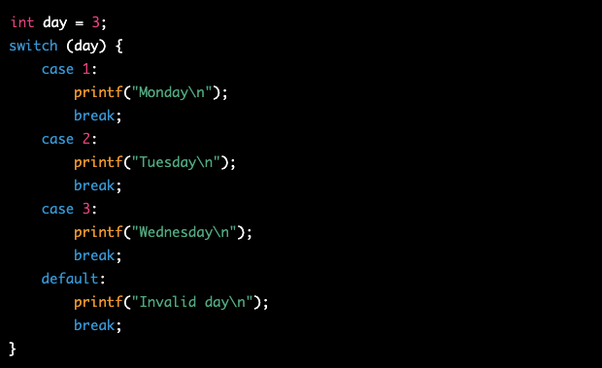 int day = 3;
switch (day) {
    case 1:
        printf("Monday\n");
        break;
    case 2:
        printf("Tuesday\n");
        break;
    case 3:
        printf("Wednesday\n");
        break;
    default:
        printf("Invalid day\n");
        break;
}